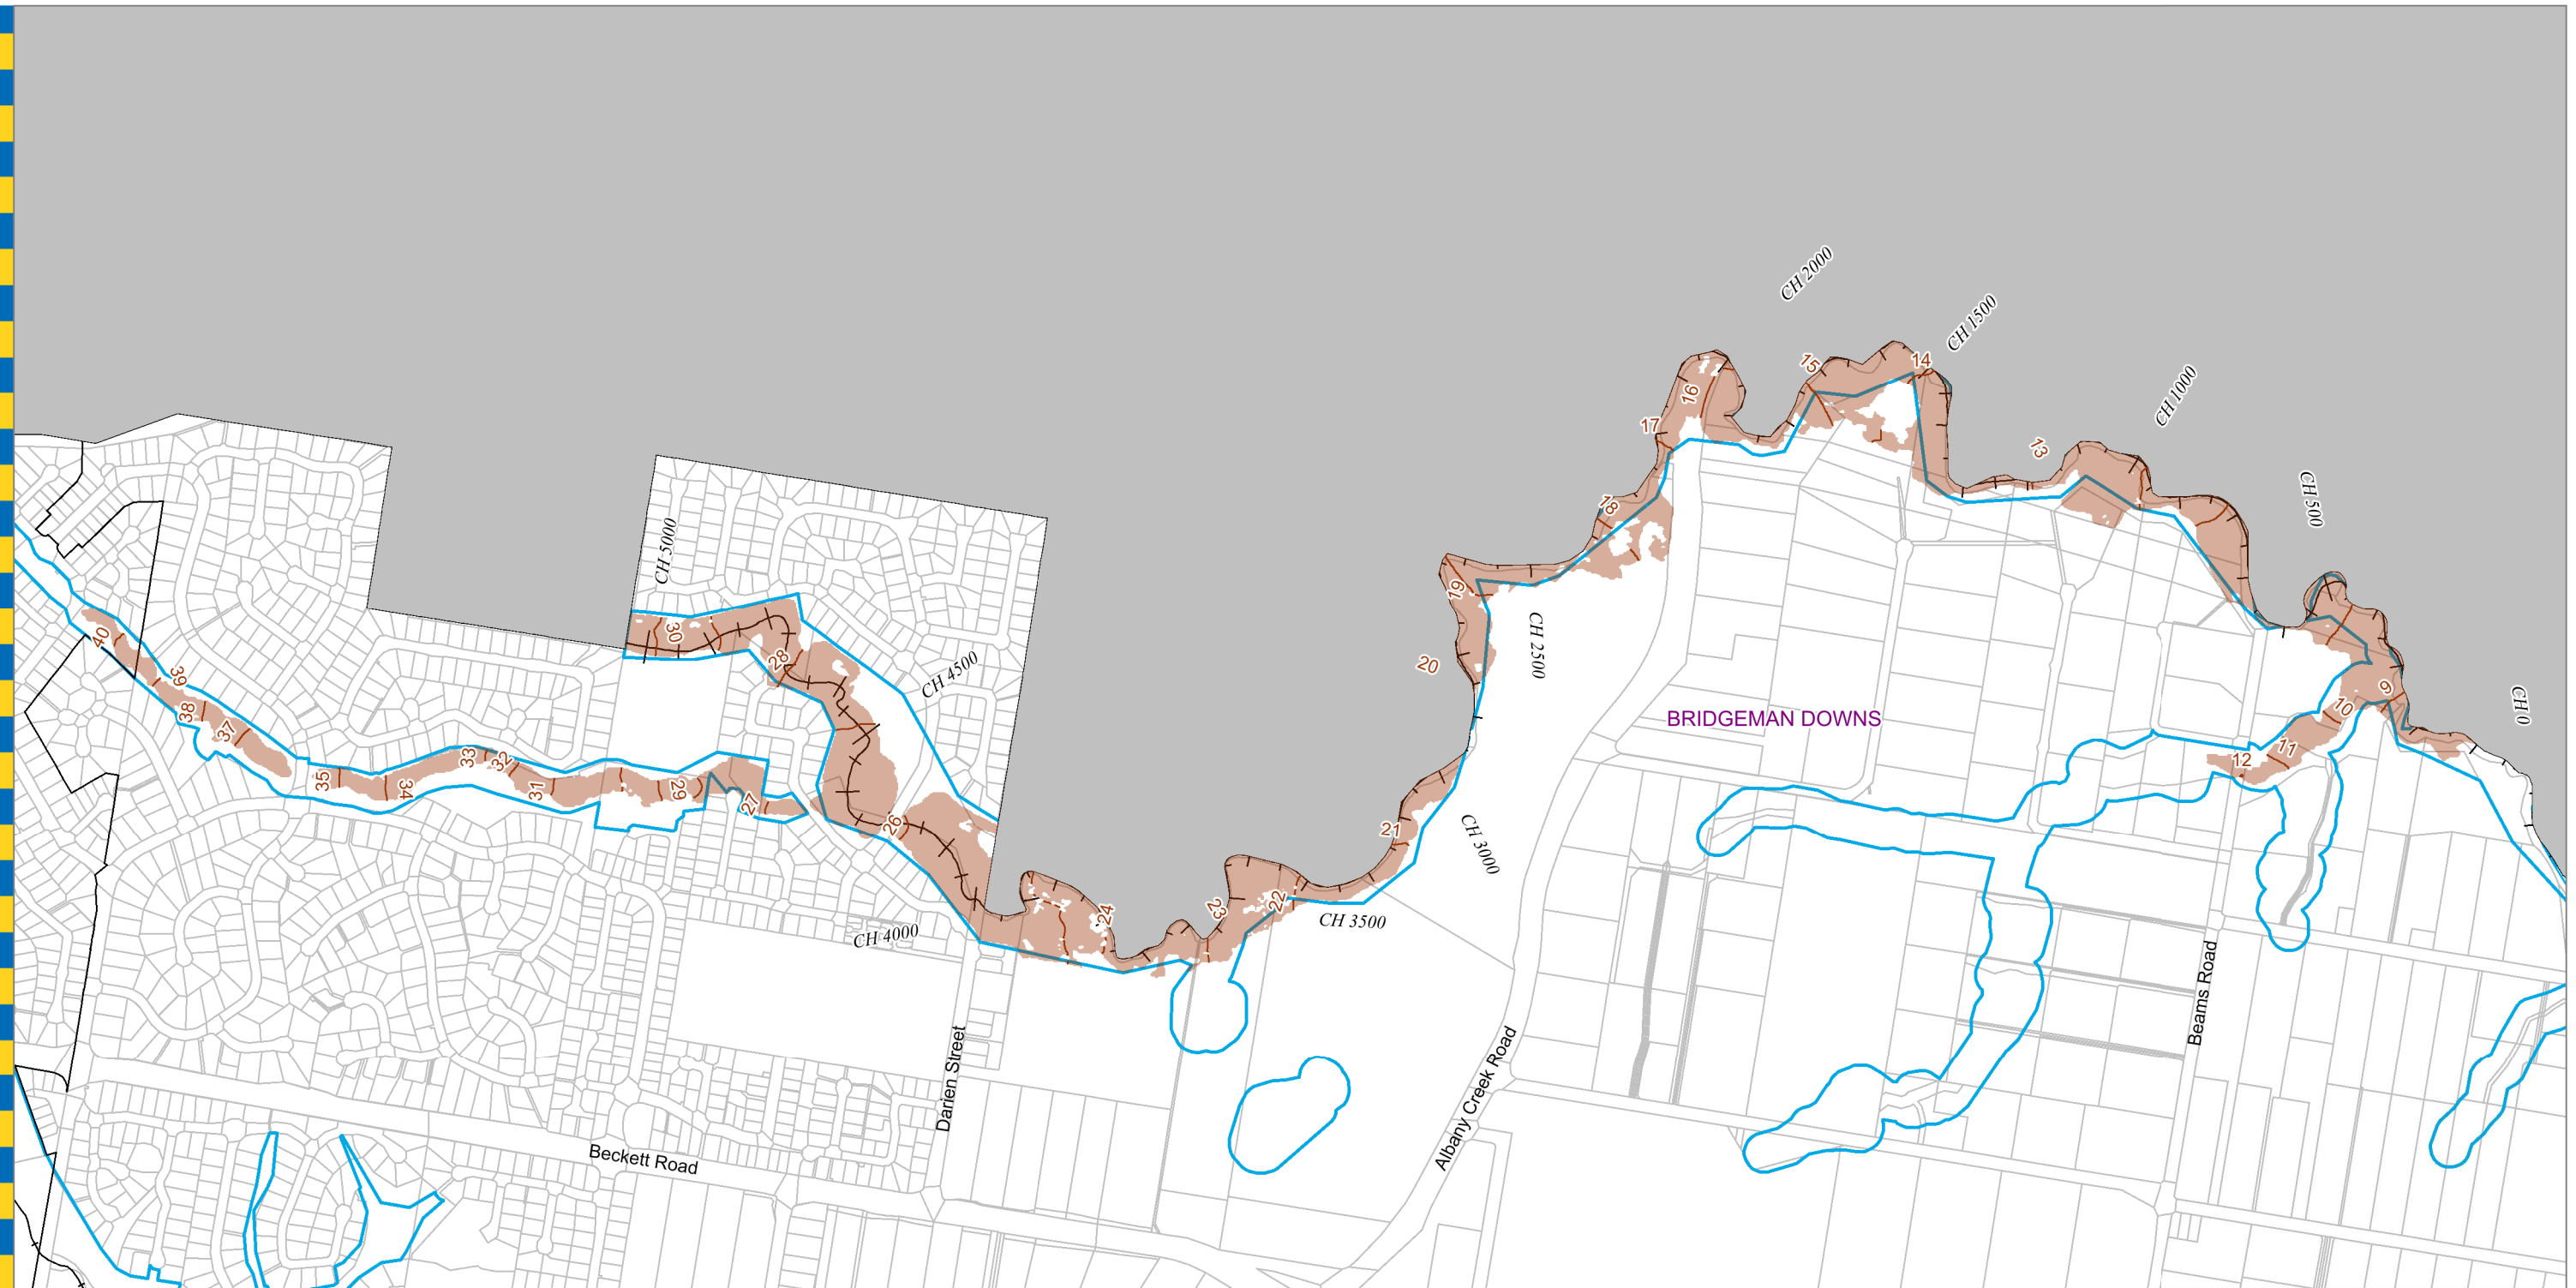 CH 2000
CH 1500
CH 1000
CH 500
CH 0
CH 5000
CH 4500
CH 4000
CH 3500
CH 3000
CH 2500
14
15
16
17
13
18
19
20
9
10
11
12
21
22
23
24
26
27
28
29
30
31
32
33
34
35
37
38
39
40
BRIDGEMAN DOWNS
Beams Road
Albany Creek Road
Darien Street
Beckett Road